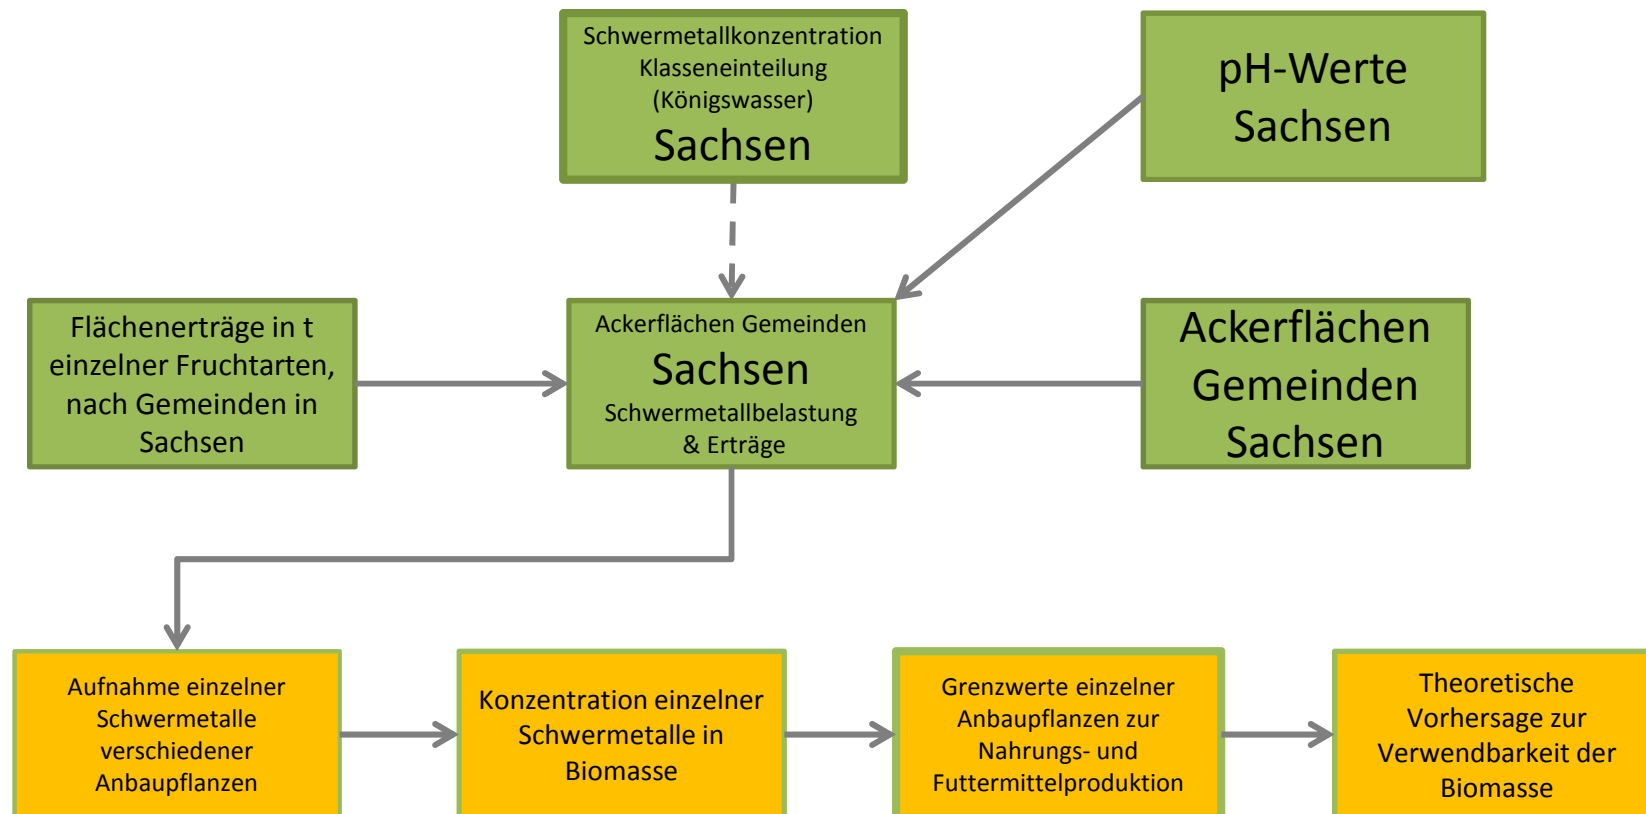 Schwermetallkonzentration
Klasseneinteilung
(Königswasser)
Sachsen
pH-Werte
Sachsen
Flächenerträge in t
einzelner Fruchtarten,
nach Gemeinden in
Sachsen
Ackerflächen Gemeinden
Sachsen
Schwermetallbelastung
& Erträge
Ackerflächen
Gemeinden
Sachsen
Aufnahme einzelner
Schwermetalle
verschiedener
Anbaupflanzen
Konzentration einzelner
Schwermetalle in
Biomasse
Grenzwerte einzelner
Anbaupflanzen zur
Nahrungs- und
Futtermittelproduktion
Theoretische
Vorhersage zur
Verwendbarkeit der
Biomasse